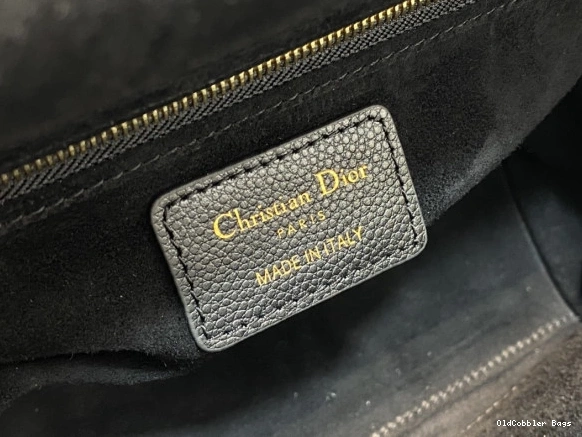 Christian Dior
PARIS
MADE IN ITALY
OldCobbler Bags